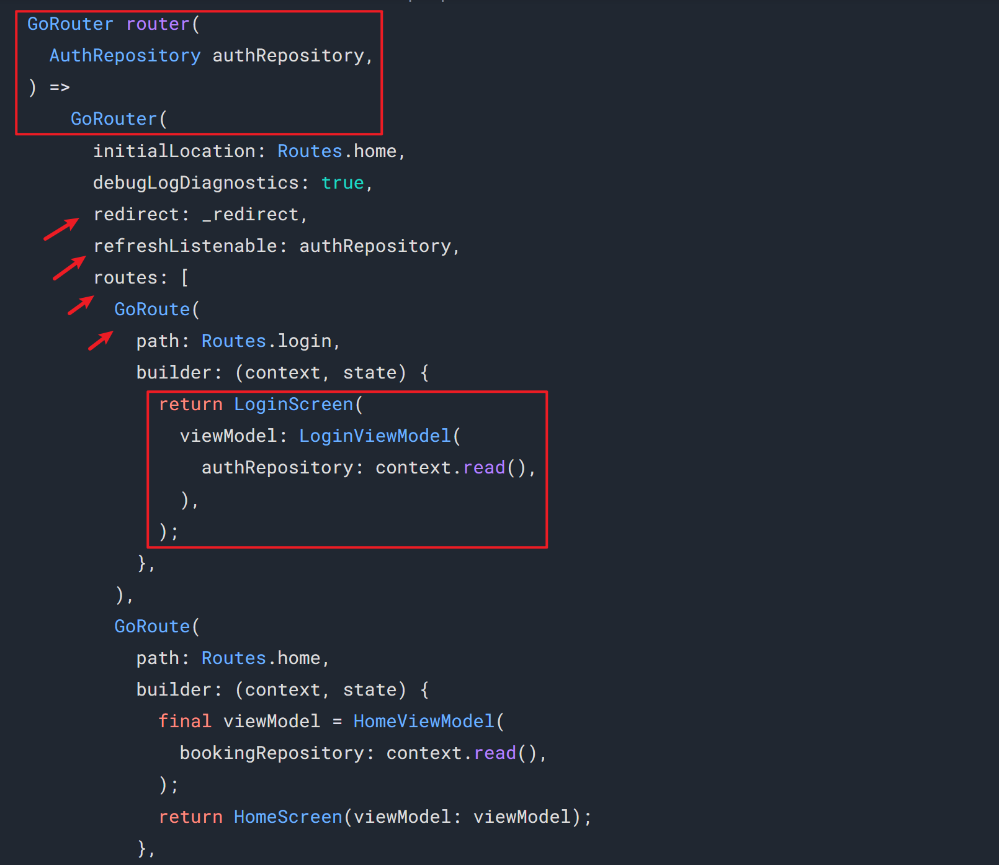 GoRouter router(
  AuthRepository authRepository,
) =>
    GoRouter(
      initialLocation: Routes.home,
      debugLogDiagnostics: true,
      redirect: _redirect,
      refreshListenable: authRepository,
      routes: [
        GoRoute(
          path: Routes.login,
          builder: (context, state) {
            return LoginScreen(
              viewModel: LoginViewModel(
                authRepository: context.read(),
              ),
            );
          },
        ),
        GoRoute(
          path: Routes.home,
          builder: (context, state) {
            final viewModel = HomeViewModel(
              bookingRepository: context.read(),
            );
            return HomeScreen(viewModel: viewModel);
          },